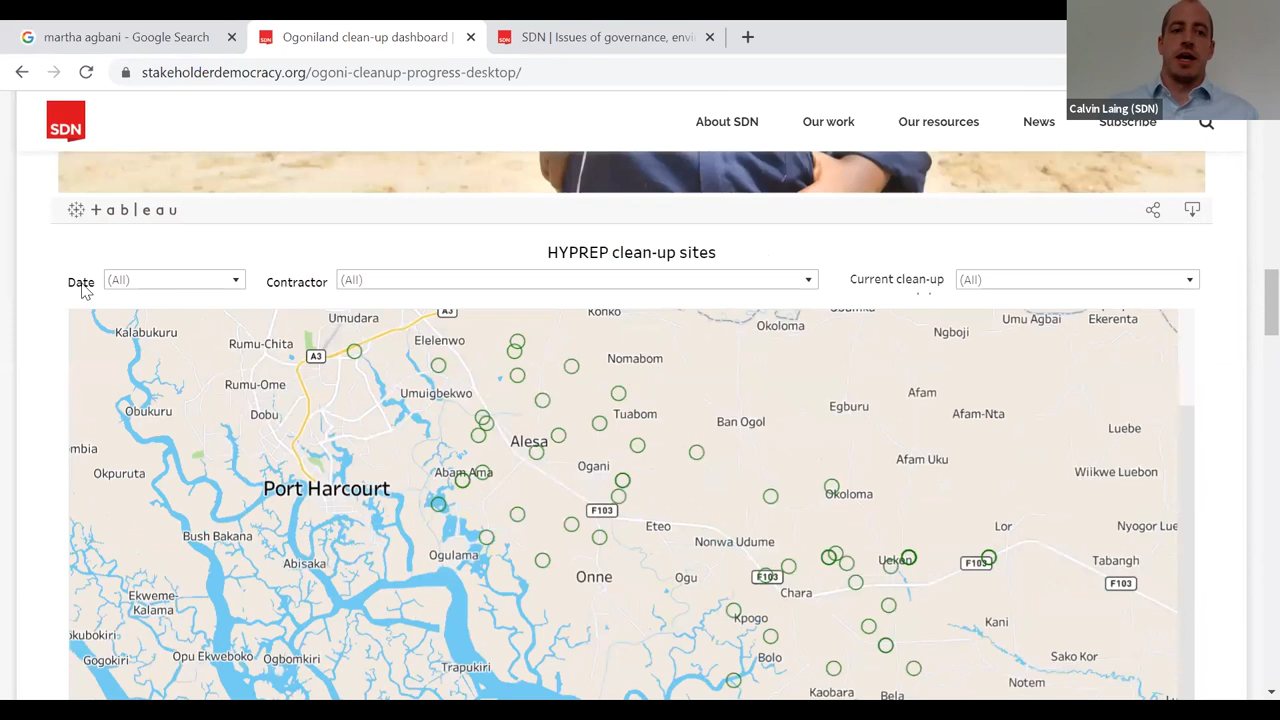 martha agbani - Google Search
Ogoniland clean-up dashboard |
SDN | Issues of governance, envi
stakeholderdemocracy.org/ogoni-cleanup-progress-desktop/
Calvin Laing (SDN)
SDN
About SDN
Our work
Our resources
News
Subscribe
+ableau
HYPREP clean-up sites
Date
(All)
Contractor
(All)
Current clean-up
(All)
A3
Konko
Umudara
Kalabukuru
Rumu-Chita
Elelenwo
Okoloma
Ngboji
Umu Agbai
Ekerenta
A3
Nomabom
Rumu-Ome
Umuigbekwo
Afam
Obukuru
Dobu
Tuabom
Egburu
Afam-Nta
Ban Ogol
Luebe
mbia
Alesa
Okpuruta
Abam Ama
Ogani
Afam Uku
Wiikwe Luebon
Port Harcourt
Okoloma
F103
Eteo
Lor
Nyogor Lue
Bush Bakana
Nonwa Udume
Ogulama
Abisaka
Ueken
F103
Tabangh
Onne
Ogu
F103
F103
Ekweme
Kalama
Chara
Kpogo
Kani
kukubotiri
Gogokiri
Opu Ekweboko
Ogbomkiri
Trapukiri
Bolo
Sako Kor
Notem
Kaobara
Bela